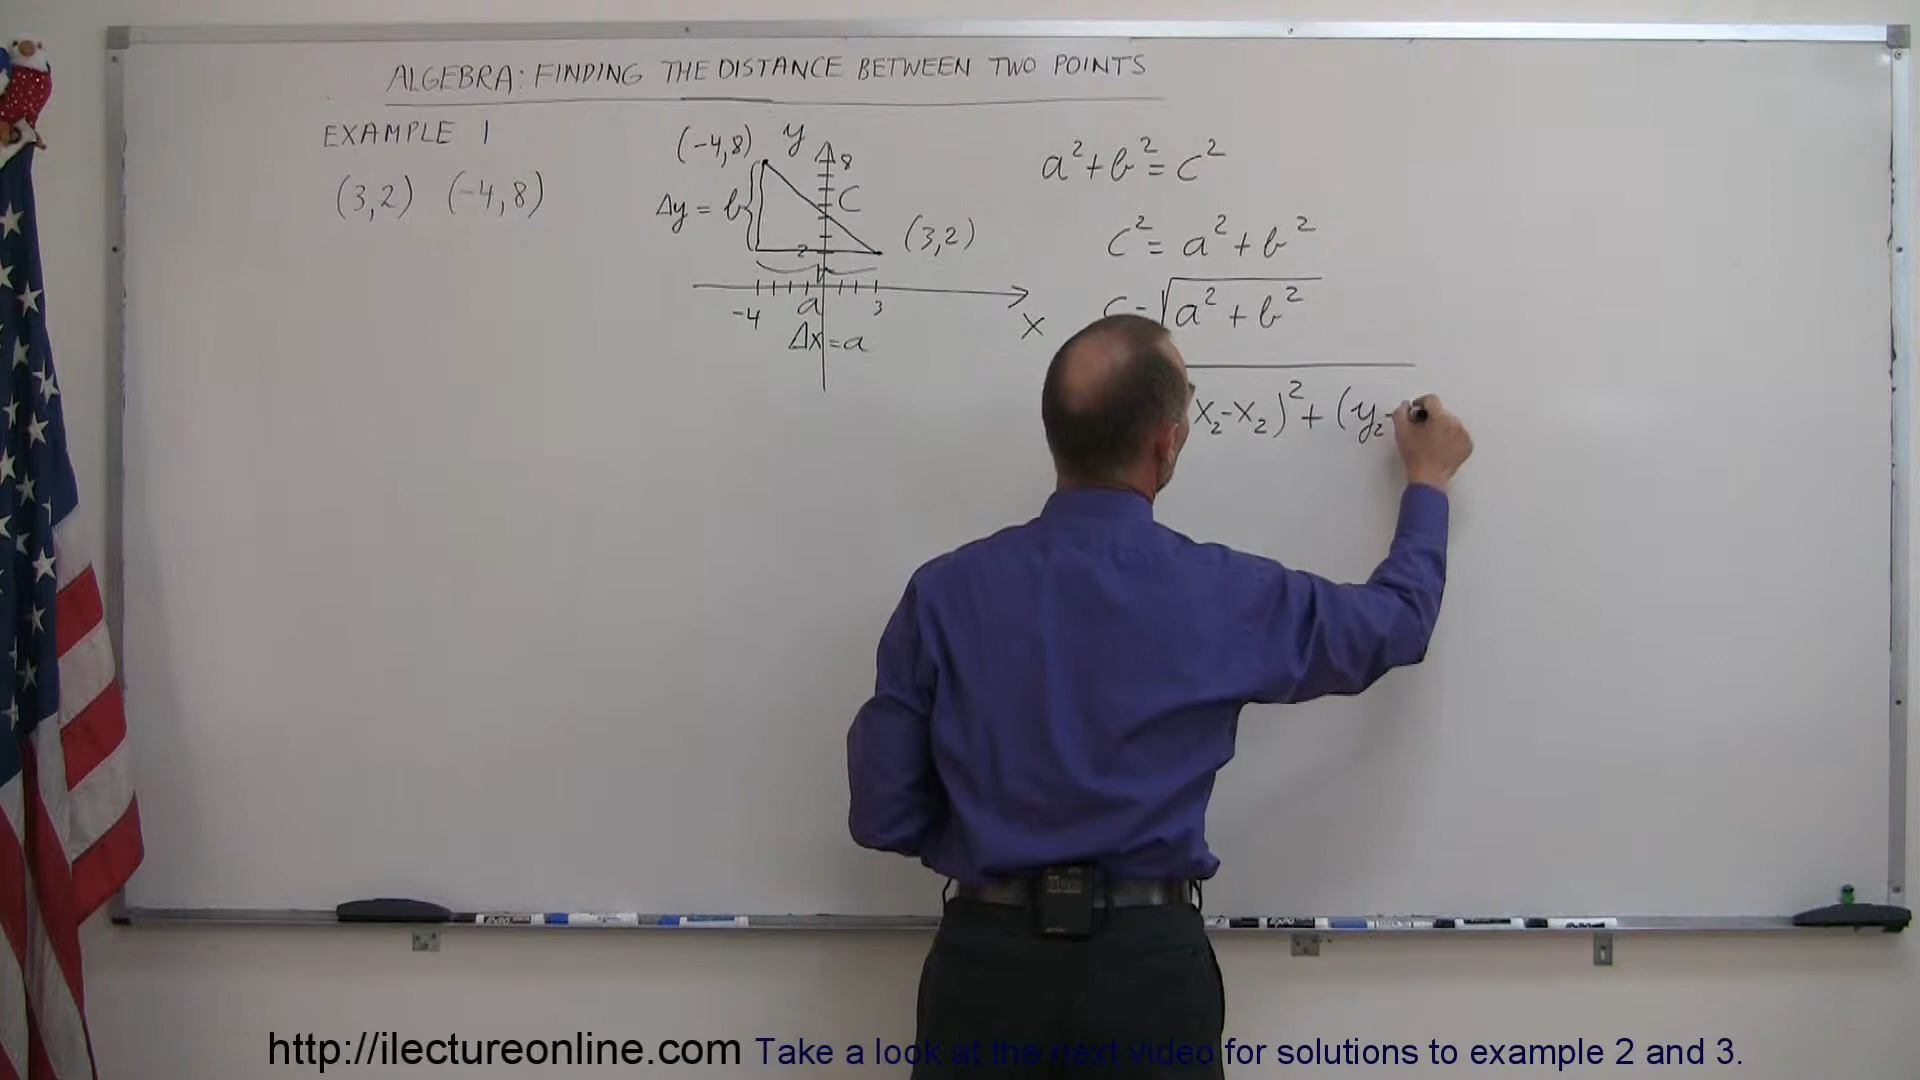 ALGEBRA: FINDING THE DISTANCE BETWEEN TWO POINTS
EXAMPLE 1
(3,2) (-4,8)
(-4,8) y
8
Δy = b
C
(3,2)
2
-4 a 3
x
Δx = a
a² + b² = c²
c² = a² + b²
c = √(a² + b²)
x₂ - x₂)² + (y₂ -
http://ilectureonline.com Take a look at the next video for solutions to example 2 and 3.